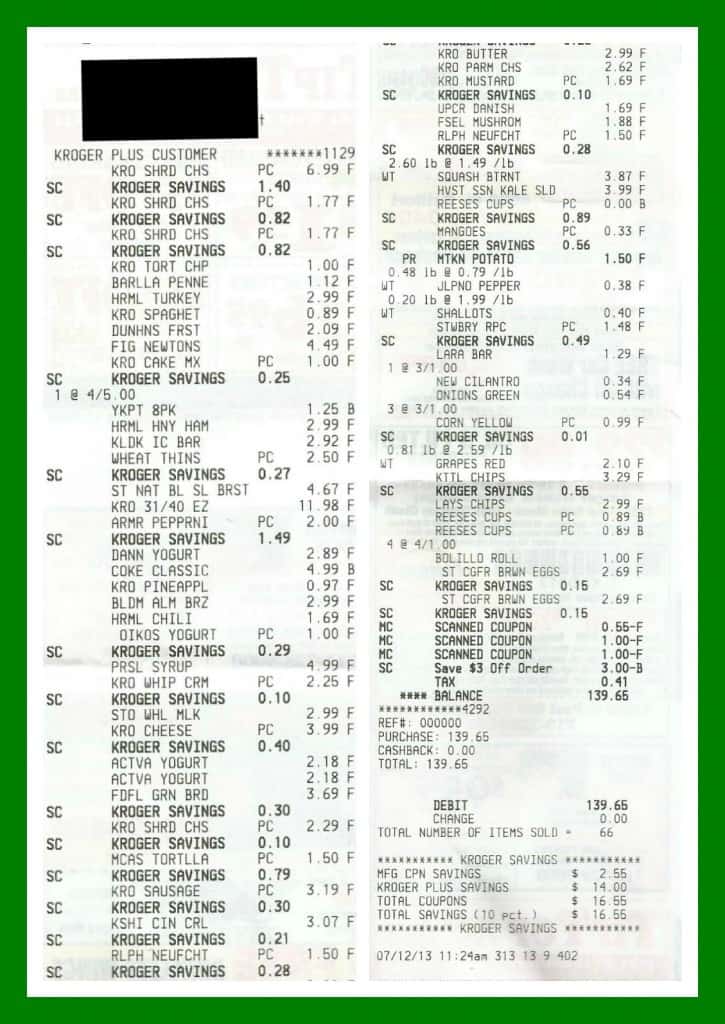 t
KROGER PLUS CUSTOMER *******1129
KRO SHRD CHS PC 6.99 F
SC KROGER SAVINGS 1.40
KRO SHRD CHS PC 1.77 F
SC KROGER SAVINGS 0.82
KRO SHRD CHS PC 1.77 F
SC KROGER SAVINGS 0.82
KRO TORT CHP 1.00 F
BARLLA PENNE 1.12 F
HRML TURKEY 2.99 F
KRO SPAGHET 0.89 F
DUNHNS FRST 2.09 F
FIG NEWTONS 4.49 F
KRO CAKE MX PC 1.00 F
SC KROGER SAVINGS 0.25
1 @ 4/5.00
YKPT 8PK 1.25 B
HRML HNY HAM 2.99 F
KLDK IC BAR 2.92 F
WHEAT THINS PC 2.50 F
SC KROGER SAVINGS 0.27
ST NAT BL SL BRST 4.67 F
KRO 31/40 EZ 11.98 F
ARMR PEPPRNI PC 2.00 F
SC KROGER SAVINGS 1.49
DANN YOGURT 2.89 F
COKE CLASSIC 4.99 B
KRO PINEAPPL 0.97 F
BLDM ALM BRZ 2.99 F
HRML CHILI 1.69 F
OIKOS YOGURT PC 1.00 F
SC KROGER SAVINGS 0.29
PRSL SYRUP 4.99 F
KRO WHIP CRM PC 2.25 F
SC KROGER SAVINGS 0.10
STO WHL MLK 2.99 F
KRO CHEESE PC 3.99 F
SC KROGER SAVINGS 0.40
ACTVA YOGURT 2.18 F
ACTVA YOGURT 2.18 F
FDFL GRN BRD 3.69 F
SC KROGER SAVINGS 0.30
KRO SHRD CHS PC 2.29 F
SC KROGER SAVINGS 0.10
MCAS TORTLLA PC 1.50 F
SC KROGER SAVINGS 0.79
KRO SAUSAGE PC 3.19 F
SC KROGER SAVINGS 0.30
KSHI CIN CRL 3.07 F
SC KROGER SAVINGS 0.21
RLPH NEUFCHT PC 1.50 F
SC KROGER SAVINGS 0.28
SC KROGER SAVINGS
KRO BUTTER 2.99 F
KRO PARM CHS 2.62 F
KRO MUSTARD PC 1.69 F
SC KROGER SAVINGS 0.10
UPCR DANISH 1.69 F
FSEL MUSHROM 1.88 F
RLPH NEUFCHT PC 1.50 F
SC KROGER SAVINGS 0.28
2.60 lb @ 1.49 /lb
WT SQUASH BTRNT 3.87 F
HVST SSN KALE SLD 3.99 F
REESES CUPS PC 0.00 B
SC KROGER SAVINGS 0.89
MANGOES PC 0.33 F
SC KROGER SAVINGS 0.56
PR MTKN POTATO 1.50 F
0.48 lb @ 0.79 /lb
WT JLPNO PEPPER 0.38 F
0.20 lb @ 1.99 /lb
WT SHALLOTS 0.40 F
STWBRY RPC PC 1.48 F
SC KROGER SAVINGS 0.49
LARA BAR 1.29 F
1 @ 3/1.00
NEW CILANTRO 0.34 F
ONIONS GREEN 0.54 F
3 @ 3/1.00
CORN YELLOW PC 0.99 F
SC KROGER SAVINGS 0.01
0.81 lb @ 2.59 /lb
WT GRAPES RED 2.10 F
KTTL CHIPS 3.29 F
SC KROGER SAVINGS 0.55
LAYS CHIPS 2.99 F
REESES CUPS PC 0.89 B
REESES CUPS PC 0.89 B
4 @ 4/1.00
BOLILLO ROLL 1.00 F
ST CGFR BRWN EGGS 2.69 F
SC KROGER SAVINGS 0.15
ST CGFR BRWN EGGS 2.69 F
SC KROGER SAVINGS 0.15
MC SCANNED COUPON 0.55-F
MC SCANNED COUPON 1.00-F
MC SCANNED COUPON 1.00-F
SC Save $3 Off Order 3.00-B
TAX 0.41
**** BALANCE 139.65
************4292
REF#: 000000
PURCHASE: 139.65
CASHBACK: 0.00
TOTAL: 139.65
DEBIT 139.65
CHANGE 0.00
TOTAL NUMBER OF ITEMS SOLD = 66
*********** KROGER SAVINGS ***********
MFG CPN SAVINGS $ 2.55
KROGER PLUS SAVINGS $ 14.00
TOTAL COUPONS $ 16.55
TOTAL SAVINGS (10 pct.) $ 16.55
*********** KROGER SAVINGS ***********
07/12/13 11:24am 313 13 9 402